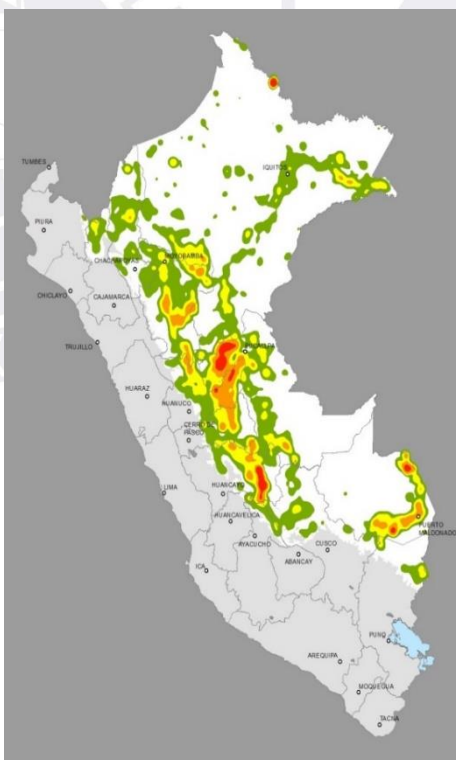 IQUITOS
TUMBES
PIURA
MOYOBAMBA
CHACHAPOYAS
CHICLAYO
CAJAMARCA
TRUJILLO
PUCALLPA
HUARAZ
HUANUCO
CERRO DE
PASCO
LIMA
HUANCAYO
HUANCAVELICA
PUERTO
MALDONADO
AYACUCHO
CUSCO
ABANCAY
ICA
PUNO
AREQUIPA
MOQUEGUA
TACNA